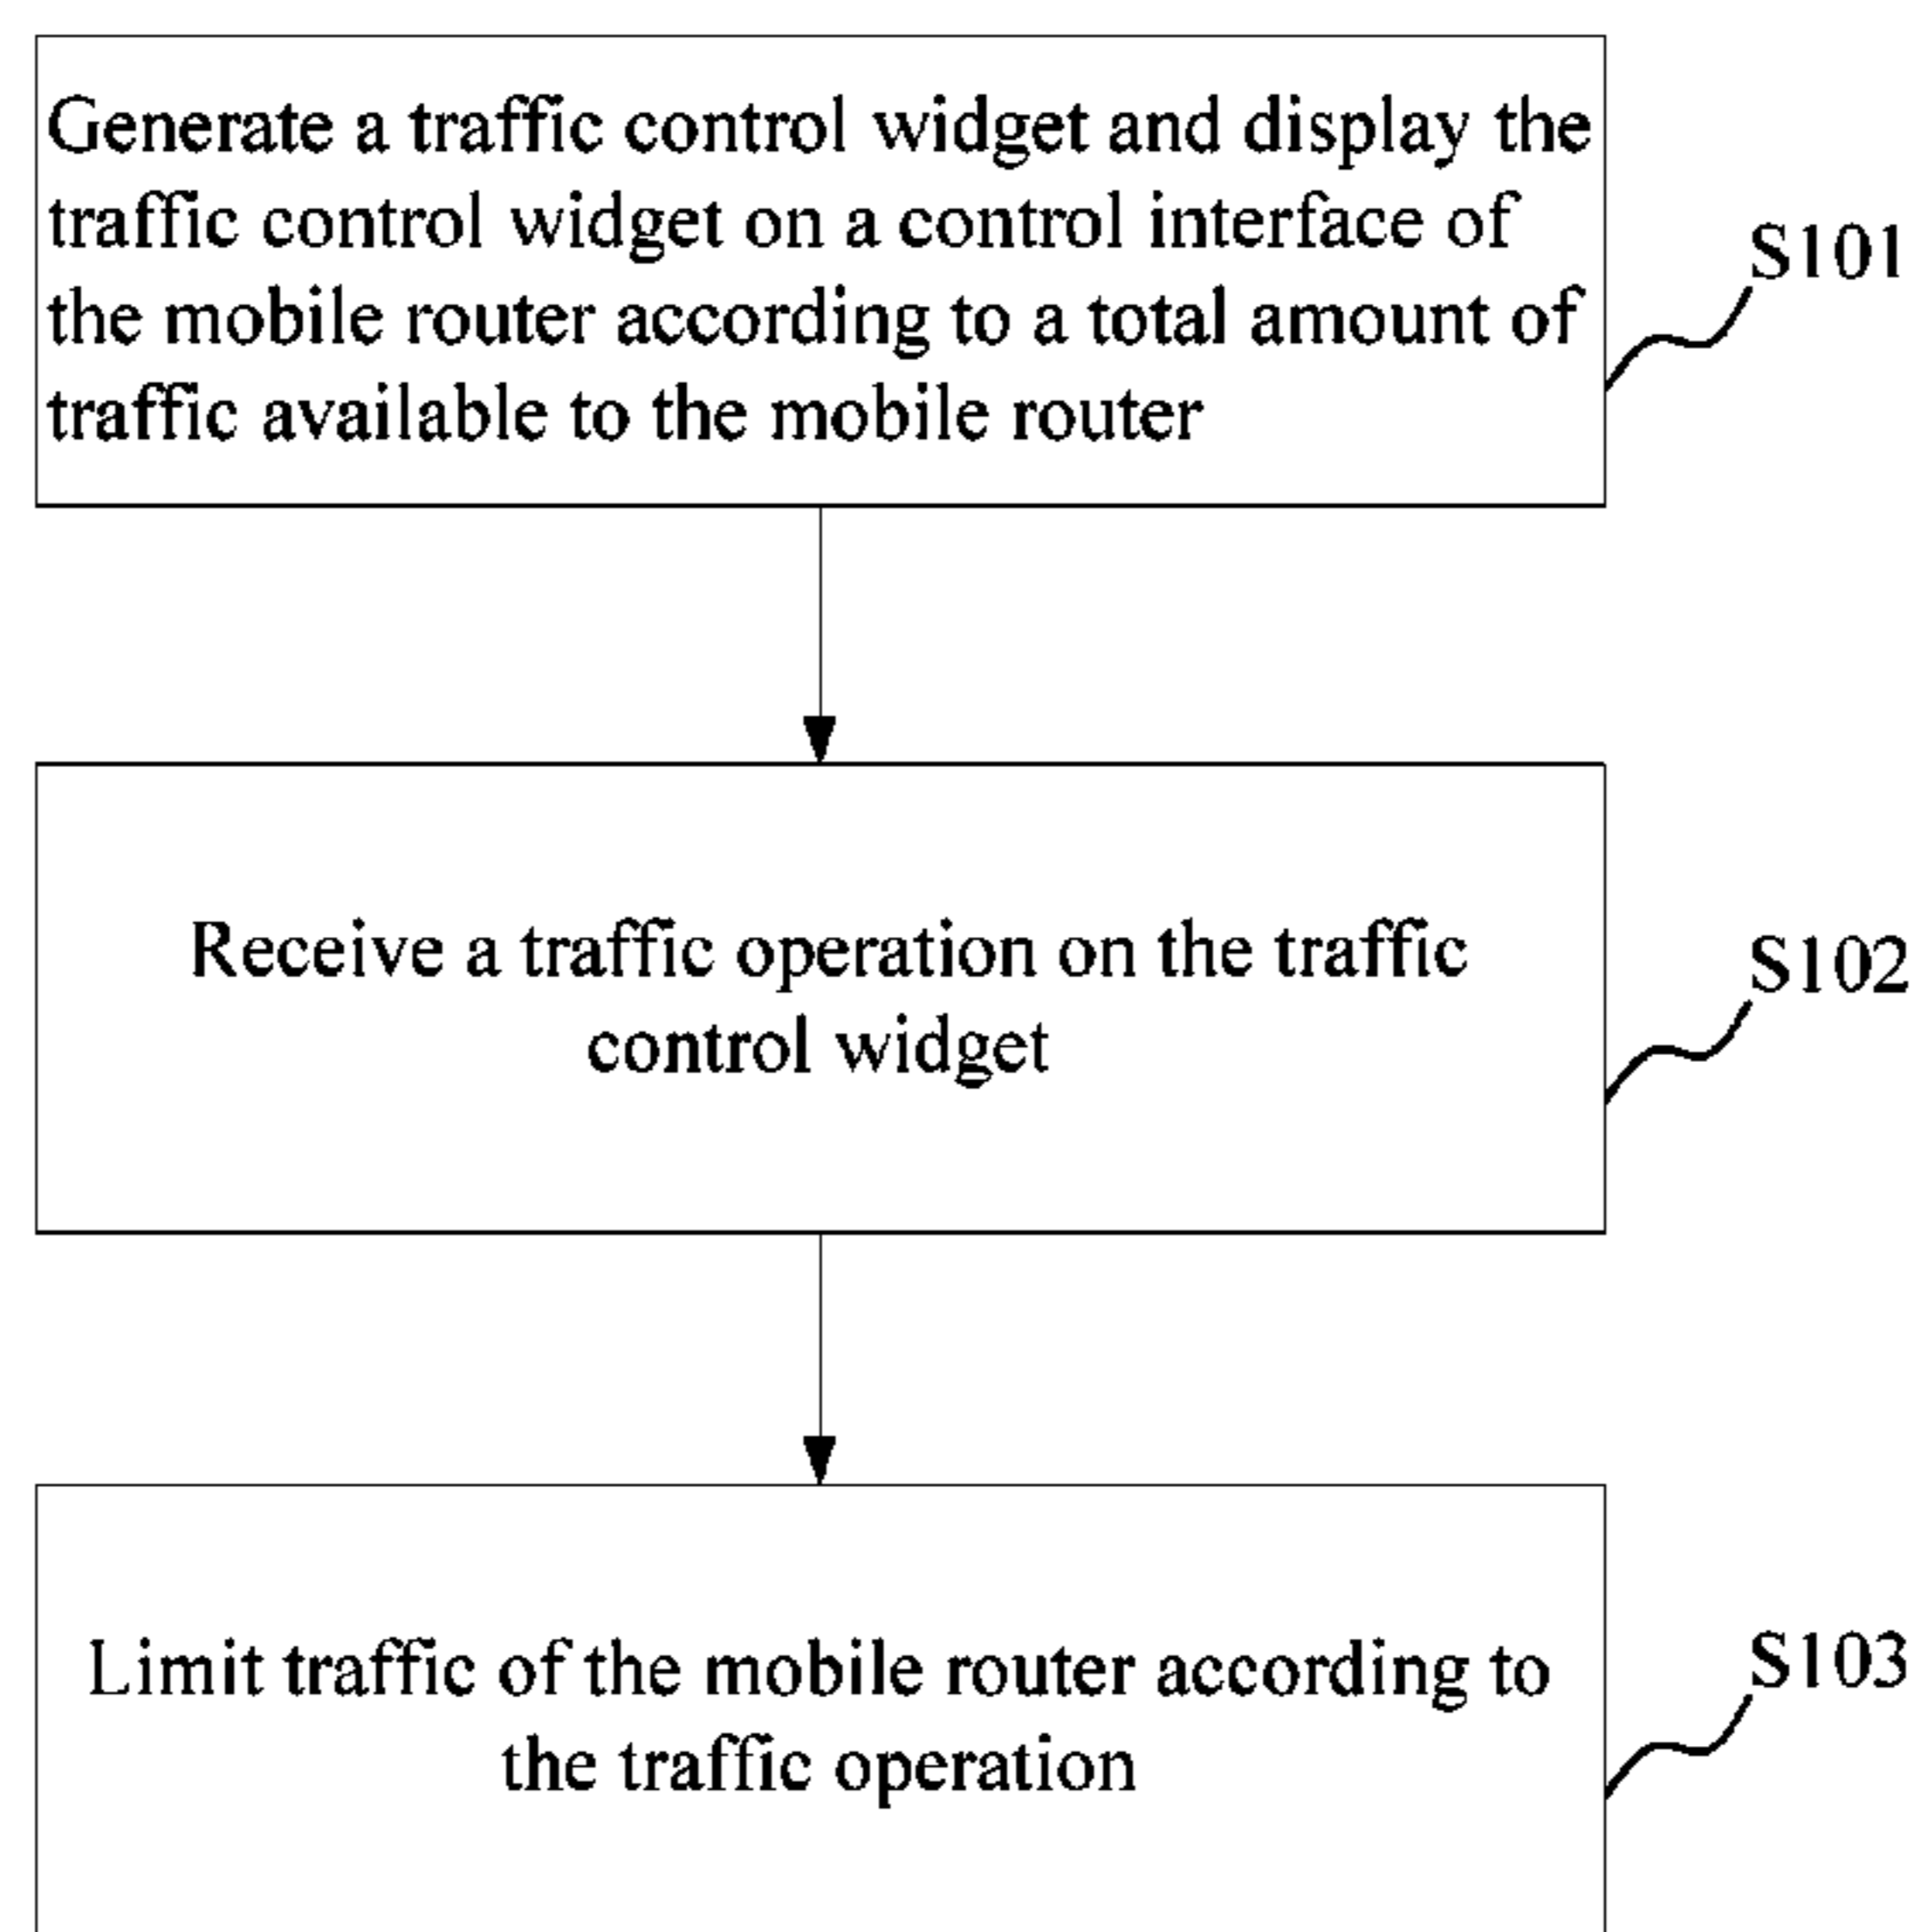 Generate a traffic control widget and display the
traffic control widget on a control interface of
the mobile router according to a total amount of
traffic available to the mobile router
S101
Receive a traffic operation on the traffic
control widget
S102
Limit traffic of the mobile router according to
the traffic operation
S103